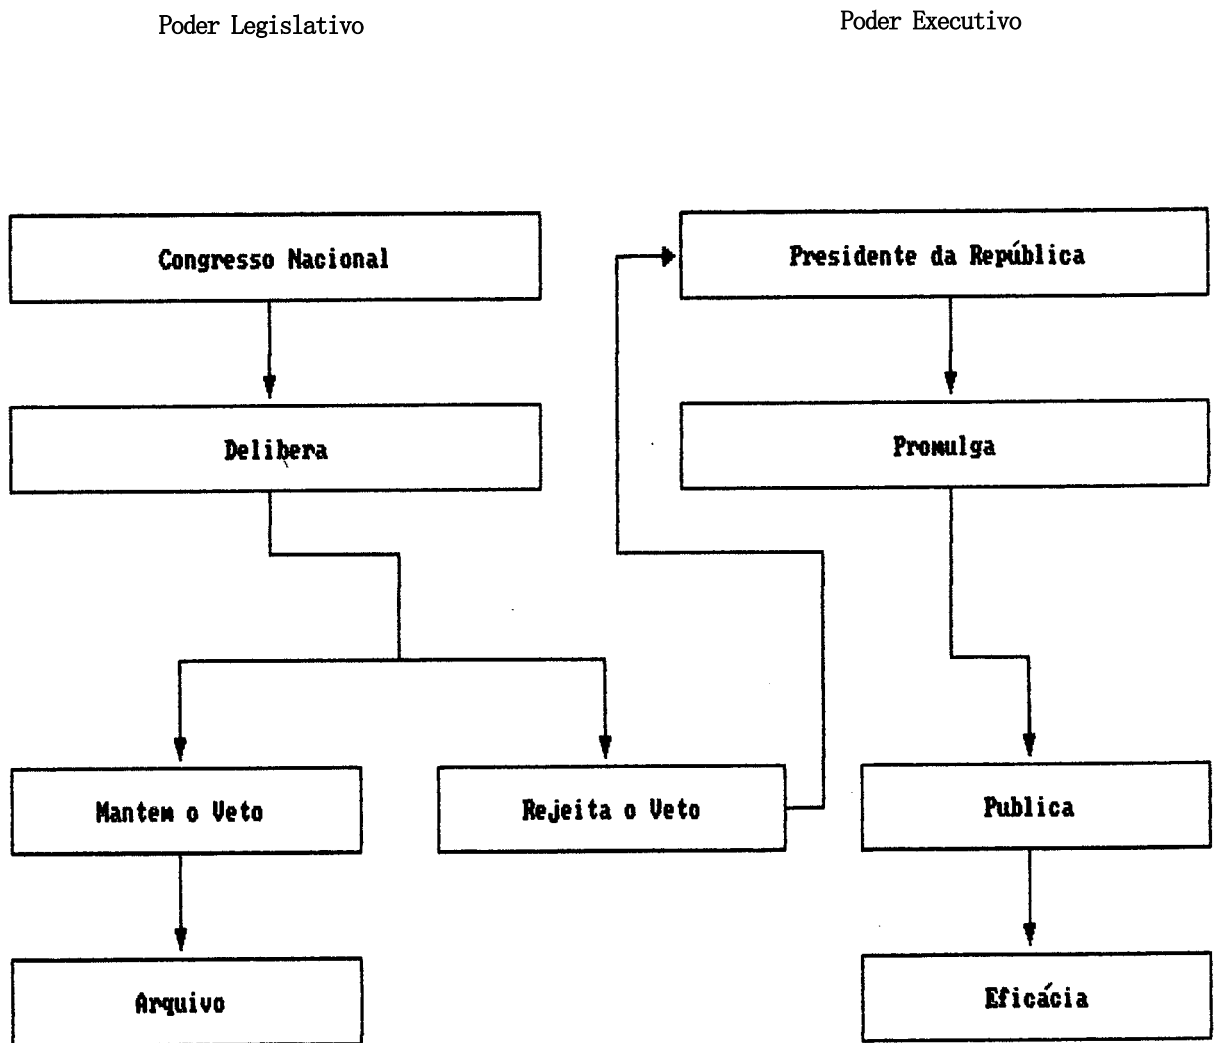 Poder Legislativo
Poder Executivo
Congresso Nacional
Presidente da República
Delibera
Promulga
Mantem o Veto
Rejeita o Veto
Publica
Arquivo
Eficácia